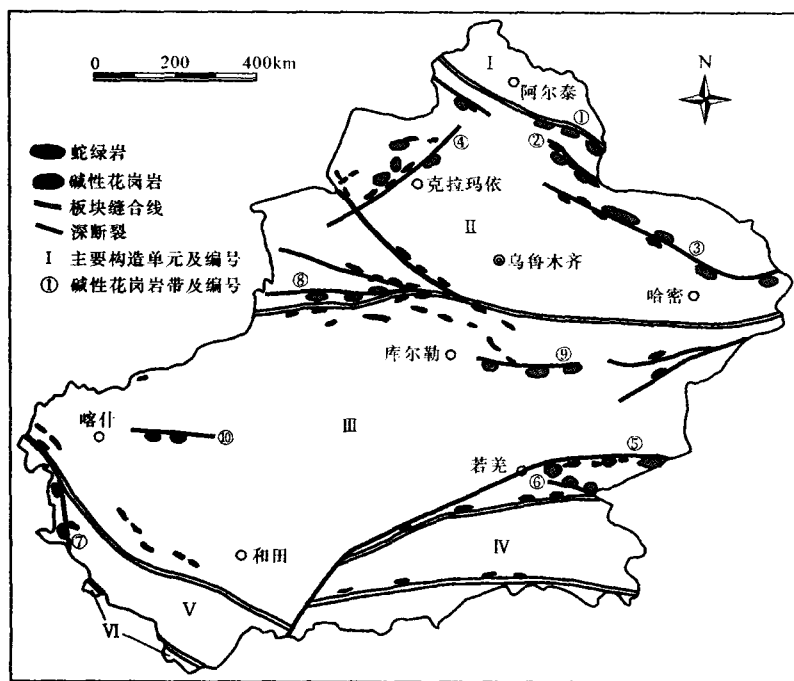 0 200 400km
N
I
阿尔泰
①
②
④
蛇绿岩
碱性花岗岩
板块缝合线
深断裂
I 主要构造单元及编号
① 碱性花岗岩带及编号
克拉玛依
II
乌鲁木齐
③
⑧
哈密
库尔勒
⑨
喀什
⑩
III
⑤
若羌
⑥
⑦
和田
IV
V
VI